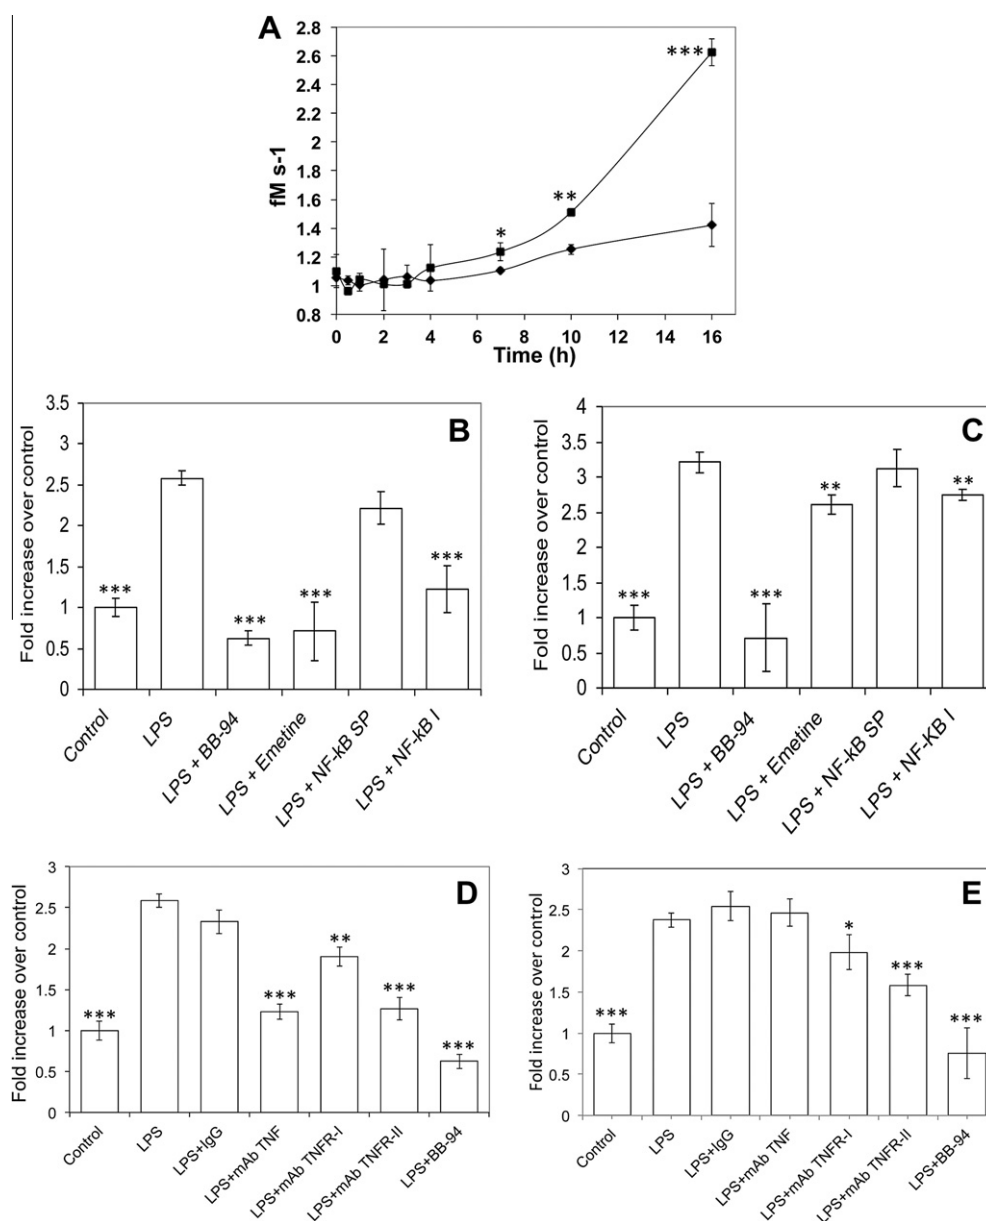 A
fM s-1
2.8
2.6
2.4
2.2
2
1.8
1.6
1.4
1.2
1
0.8
***
**
*
0 2 4 6 8 10 12 14 16
Time (h)
B
Fold increase over control
3.5
3
2.5
2
1.5
1
0.5
0
*** *** *** ***
Control
LPS
LPS + BB-94
LPS + Emetine
LPS + NF-kB SP
LPS + NF-kB I
C
Fold increase over control
4
3.5
3
2.5
2
1.5
1
0.5
0
*** *** ** **
Control
LPS
LPS + BB-94
LPS + Emetine
LPS + NF-kB SP
LPS + NF-KB I
D
Fold increase over control
3
2.5
2
1.5
1
0.5
0
*** *** ** *** ***
Control
LPS
LPS+IgG
LPS+mAb TNF
LPS+mAb TNFR-I
LPS+mAb TNFR-II
LPS+BB-94
E
Fold increase over control
3
2.5
2
1.5
1
0.5
0
*** * *** ***
Control
LPS
LPS+IgG
LPS+mAb TNF
LPS+mAb TNFR-I
LPS+mAb TNFR-II
LPS+BB-94